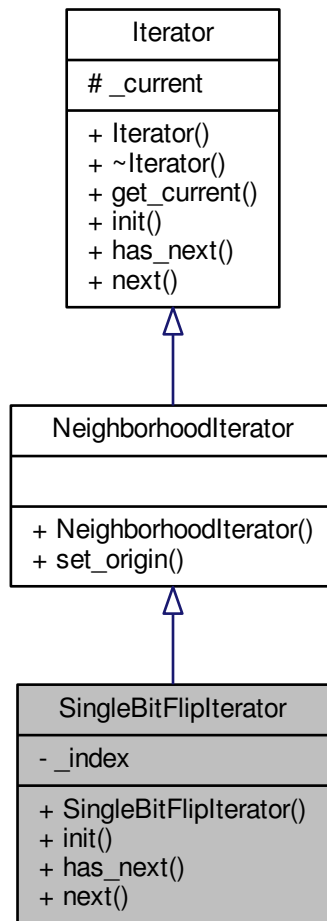 Iterator
# _current
+ Iterator()
+ ~Iterator()
+ get_current()
+ init()
+ has_next()
+ next()
NeighborhoodIterator
+ NeighborhoodIterator()
+ set_origin()
SingleBitFlipIterator
- _index
+ SingleBitFlipIterator()
+ init()
+ has_next()
+ next()